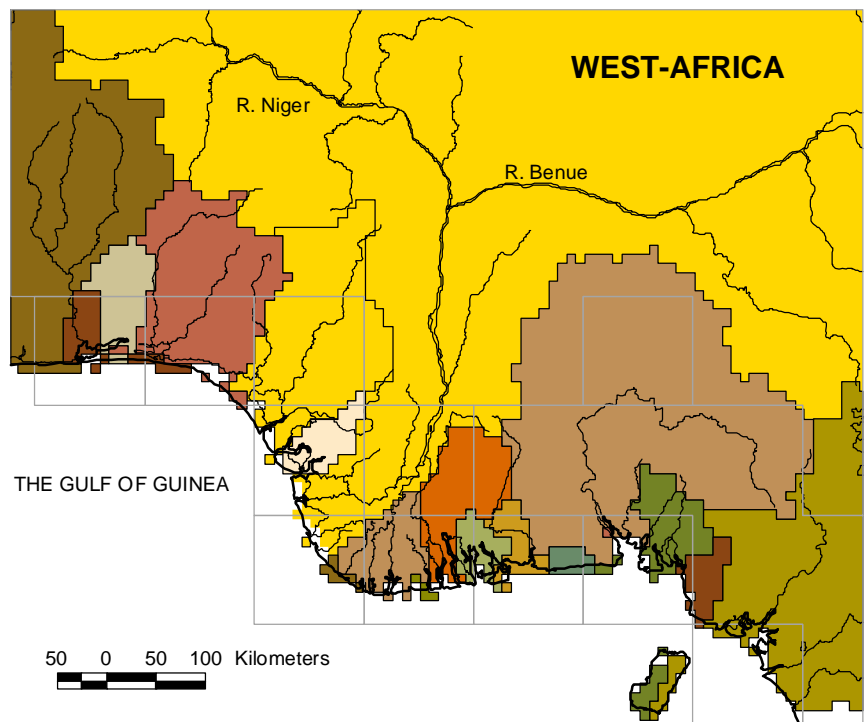 WEST-AFRICA
R. Niger
R. Benue
THE GULF OF GUINEA
50 0 50 100 Kilometers